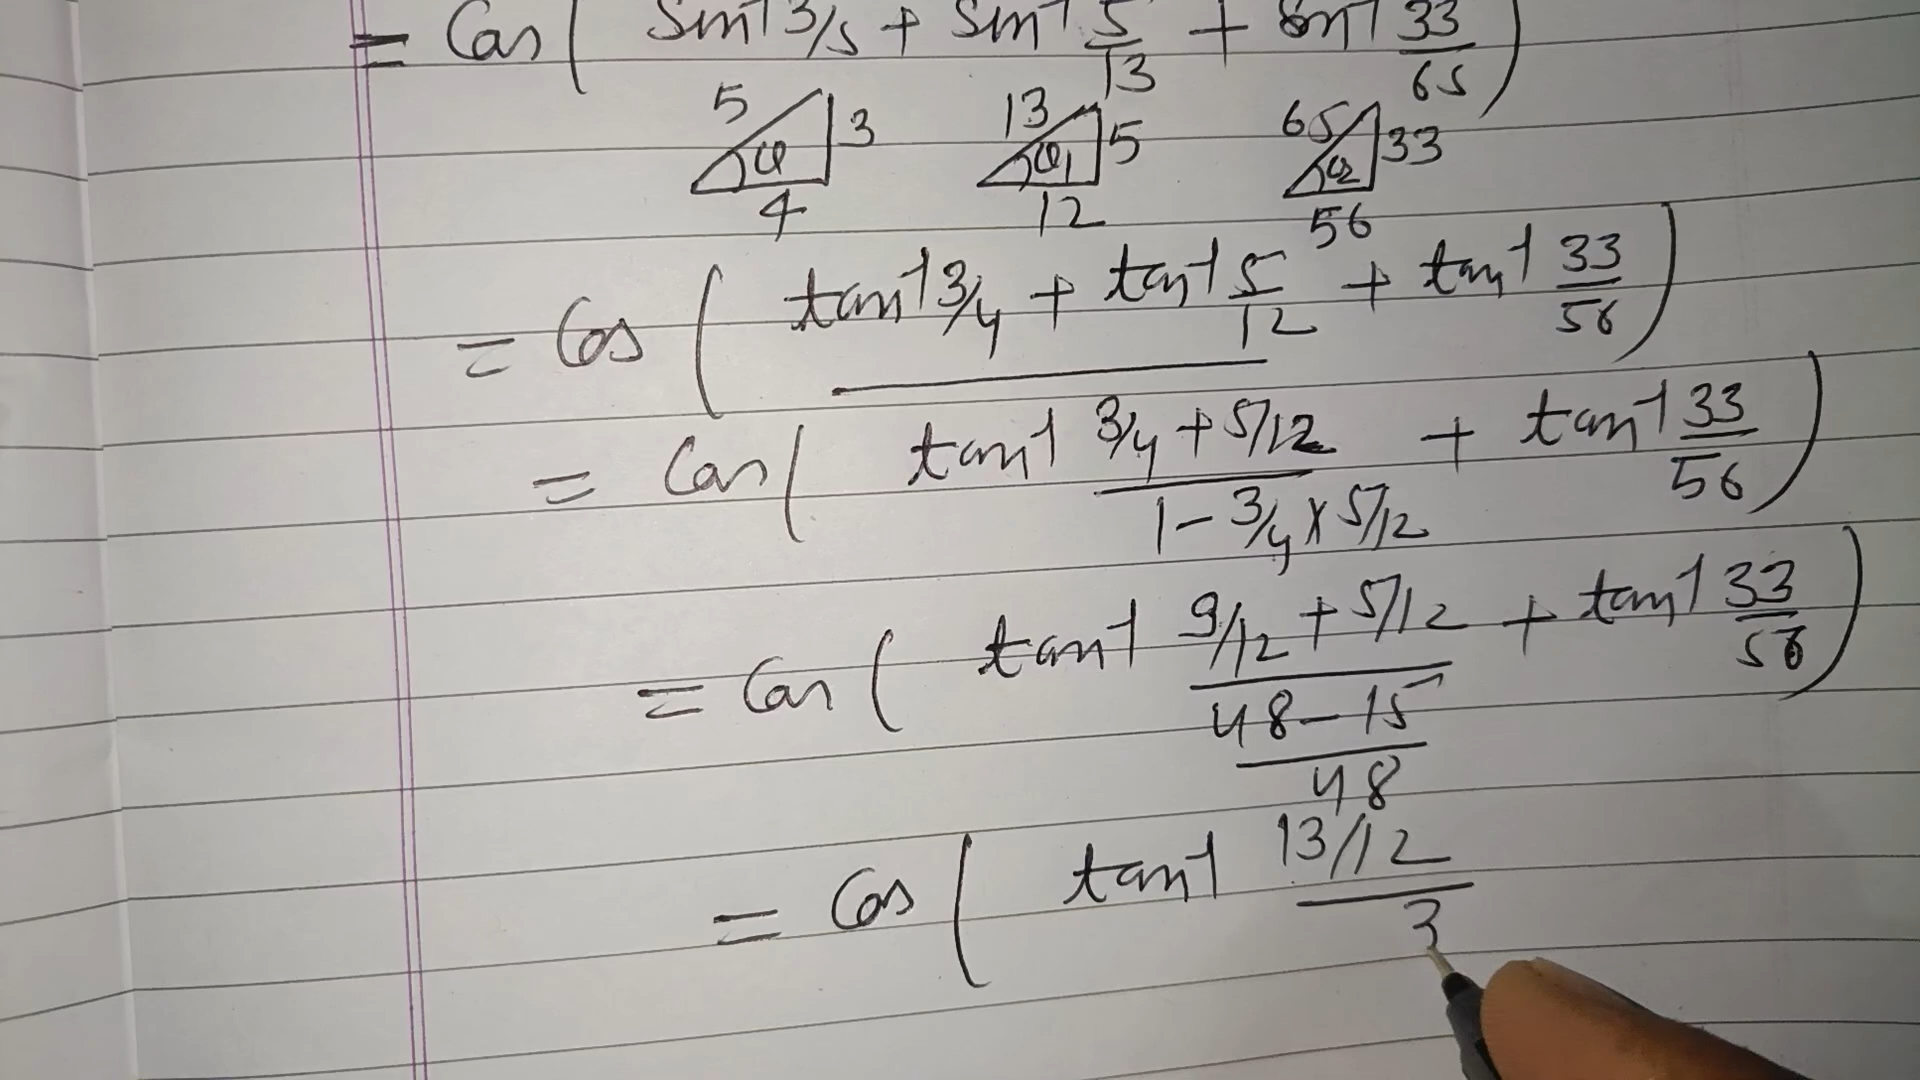 = Cos( Sin⁻¹ 3/5 + Sin⁻¹ 5/13 + Sin⁻¹ 33/65 )
5 3 13 5 65 33
4 12 56
= Cos( tan⁻¹ 3/4 + tan⁻¹ 5/12 + tan⁻¹ 33/56 )
= Cos( tan⁻¹ (3/4 + 5/12)/(1 - 3/4 x 5/12) + tan⁻¹ 33/56 )
= Cos( tan⁻¹ (9/12 + 5/12)/((48-15)/48) + tan⁻¹ 33/56 )
= Cos( tan⁻¹ (13/12)/3